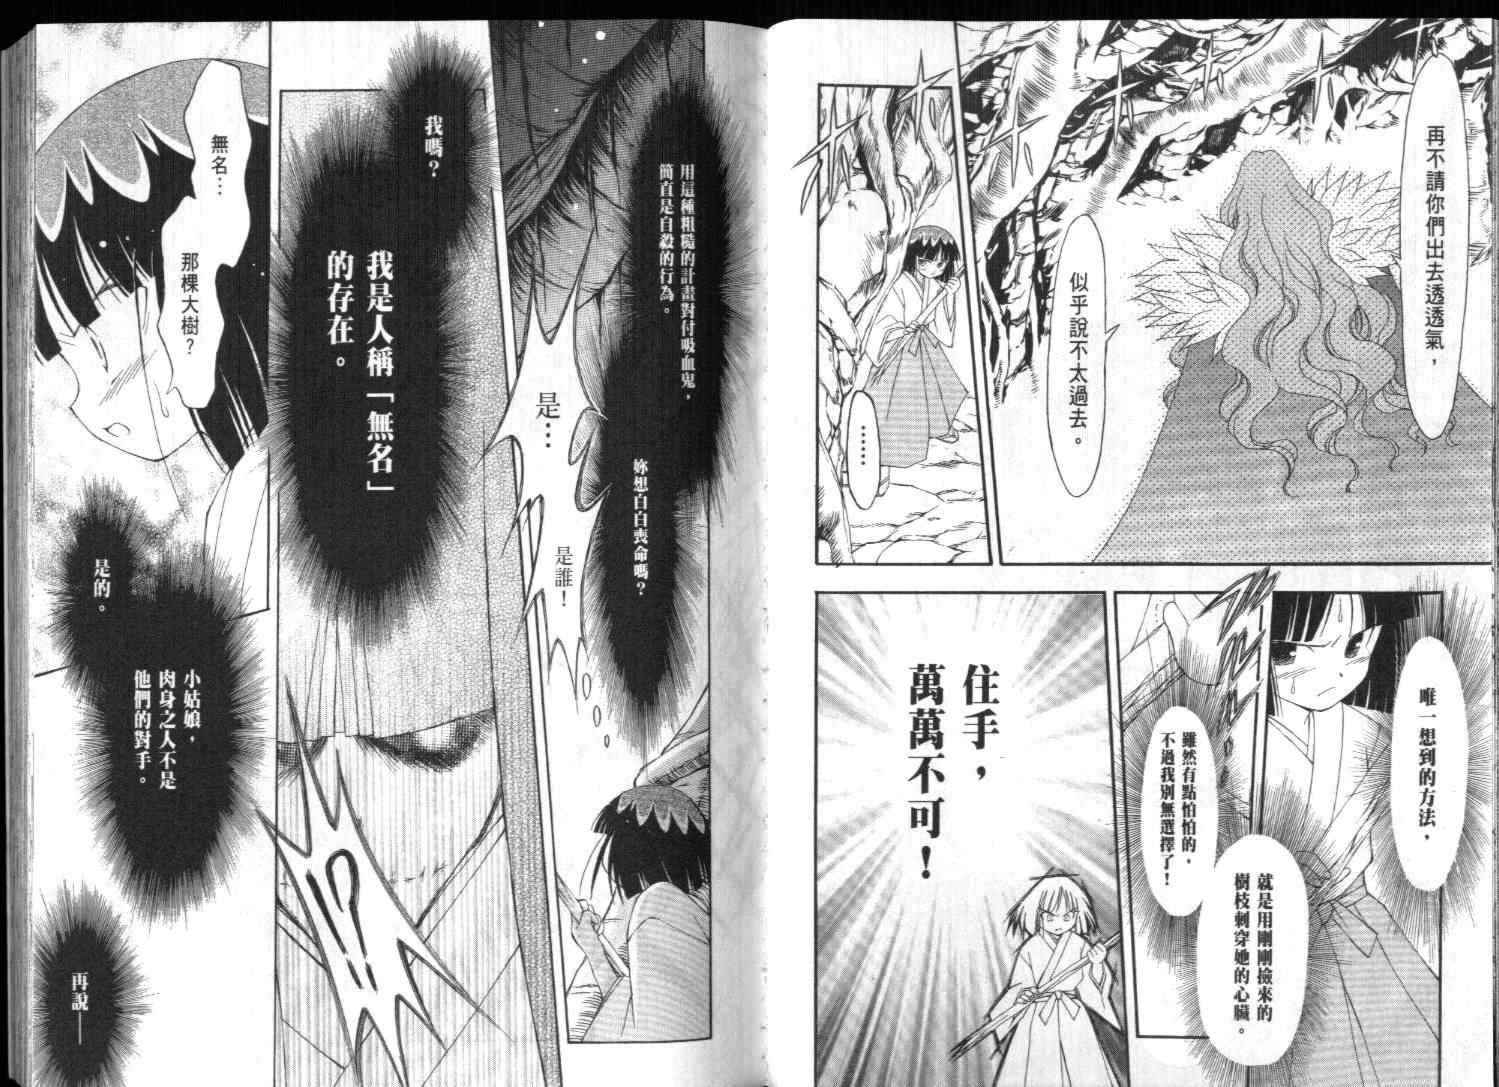 再不請你們出去透透氣，
似乎說不太過去。
……
唯一想到的方法，
就是用剛剛撿來的
樹枝刺穿她的心臟。
雖然有點怕怕的，
不過我別無選擇了！
住手，
萬萬不可！
用這種粗糙的計畫對付吸血鬼，
簡直是自殺的行為。
妳想白白喪命嗎？
是…
是誰！
我嗎？
我是人稱「無名」
的存在。
!?
無名…
那棵大樹？
是的。
小姑娘，
肉身之人不是
他們的對手。
再說——